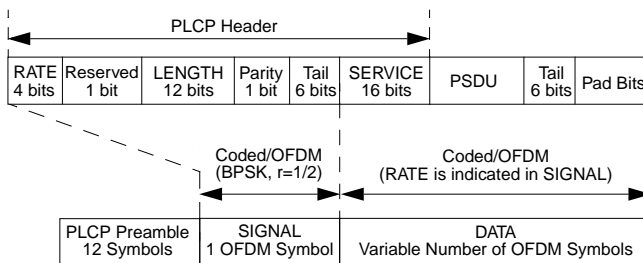 PLCP Header
RATE Reserved LENGTH Parity Tail SERVICE PSDU Tail Pad Bits
4 bits 1 bit 12 bits 1 bit 6 bits 16 bits 6 bits
Coded/OFDM Coded/OFDM
(BPSK, r=1/2) (RATE is indicated in SIGNAL)
PLCP Preamble SIGNAL DATA
12 Symbols 1 OFDM Symbol Variable Number of OFDM Symbols